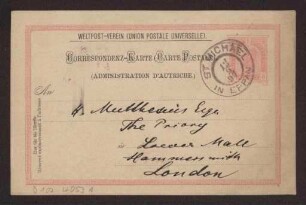 WELTPOST-VEREIN (UNION POSTALE UNIVERSELLE)
CORRESPONDENZ-KARTE (CARTE POSTALE)
(ADMINISTRATION D'AUTRICHE)
ST. MICHAEL
IN EPPAN
An
H. Muthesius Esqr
The Priory
Lower Mall
Hammersmith
London